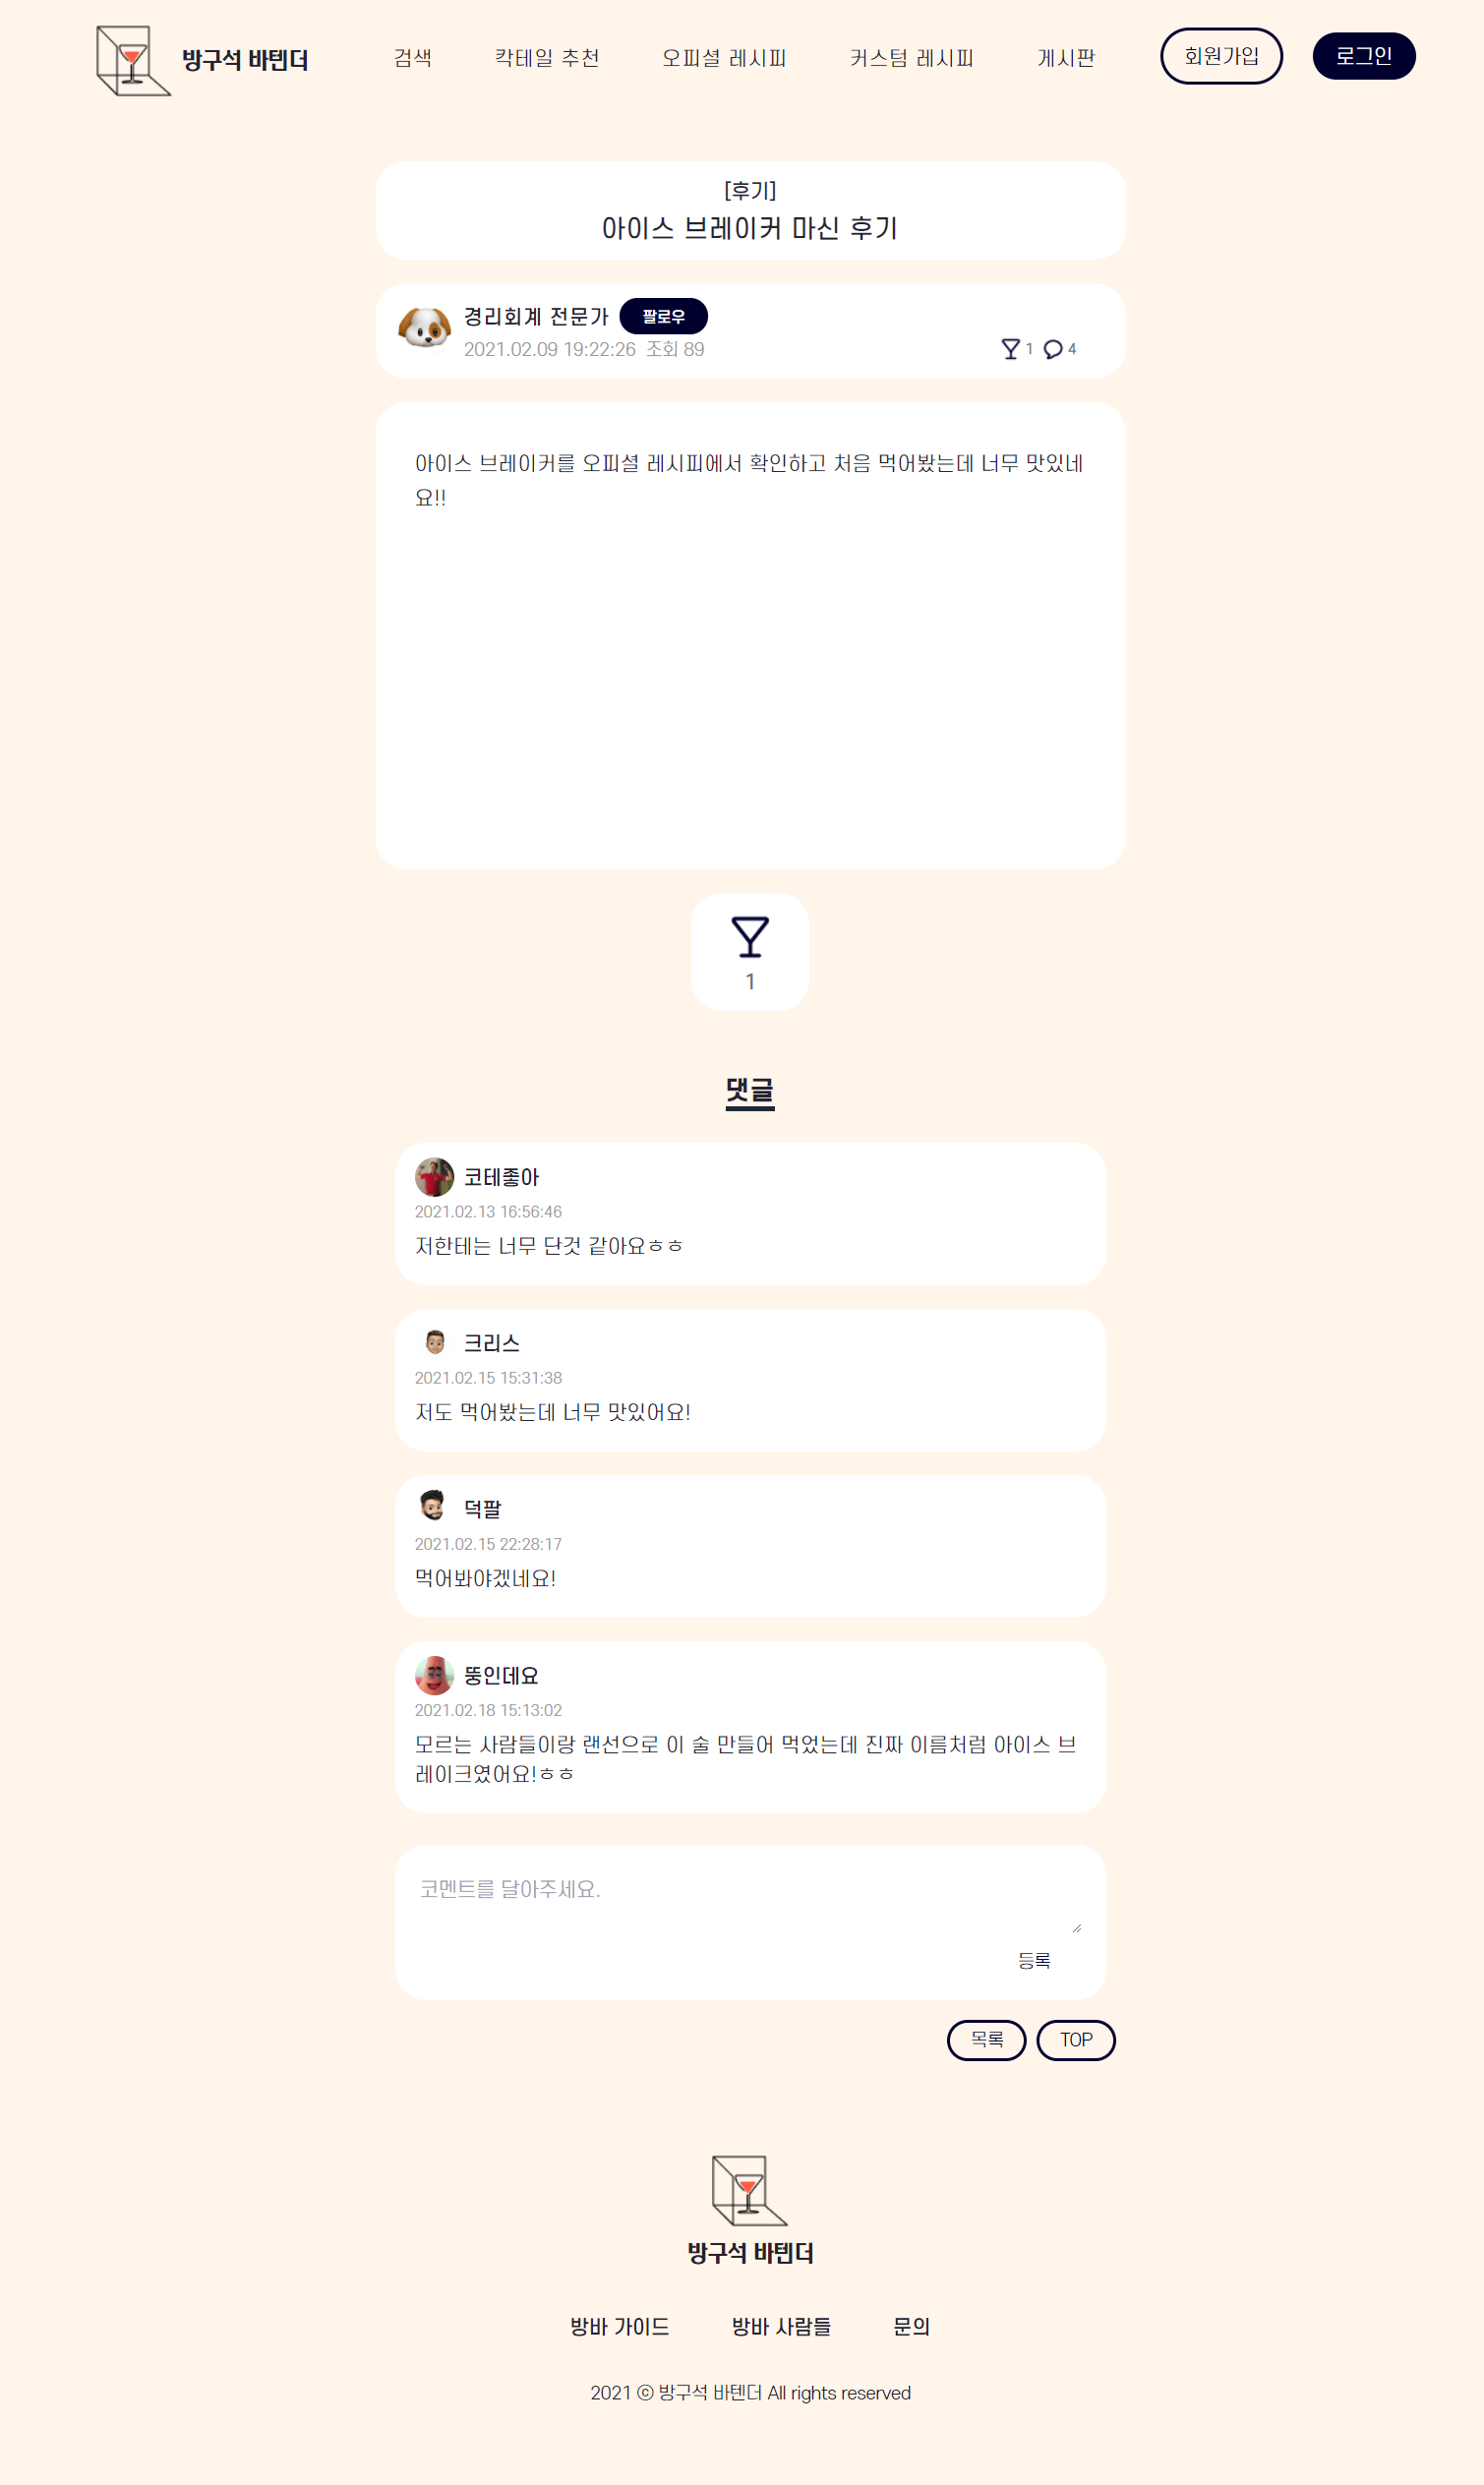 방구석 바텐더
검색
칵테일 추천
오피셜 레시피
커스텀 레시피
게시판
회원가입
로그인
[후기]
아이스 브레이커 마신 후기
경리회계 전문가
팔로우
2021.02.09 19:22:26 조회 89
1
4
아이스 브레이커를 오피셜 레시피에서 확인하고 처음 먹어봤는데 너무 맛있네
요!!
1
댓글
코테좋아
2021.02.13 16:56:46
저한테는 너무 단것 같아요ㅎㅎ
크리스
2021.02.15 15:31:38
저도 먹어봤는데 너무 맛있어요!
덕팔
2021.02.15 22:28:17
먹어봐야겠네요!
뚱인데요
2021.02.18 15:13:02
모르는 사람들이랑 랜선으로 이 술 만들어 먹었는데 진짜 이름처럼 아이스 브
레이크였어요!ㅎㅎ
코멘트를 달아주세요.
등록
목록
TOP
방구석 바텐더
방바 가이드
방바 사람들
문의
2021 ⓒ 방구석 바텐더 All rights reserved